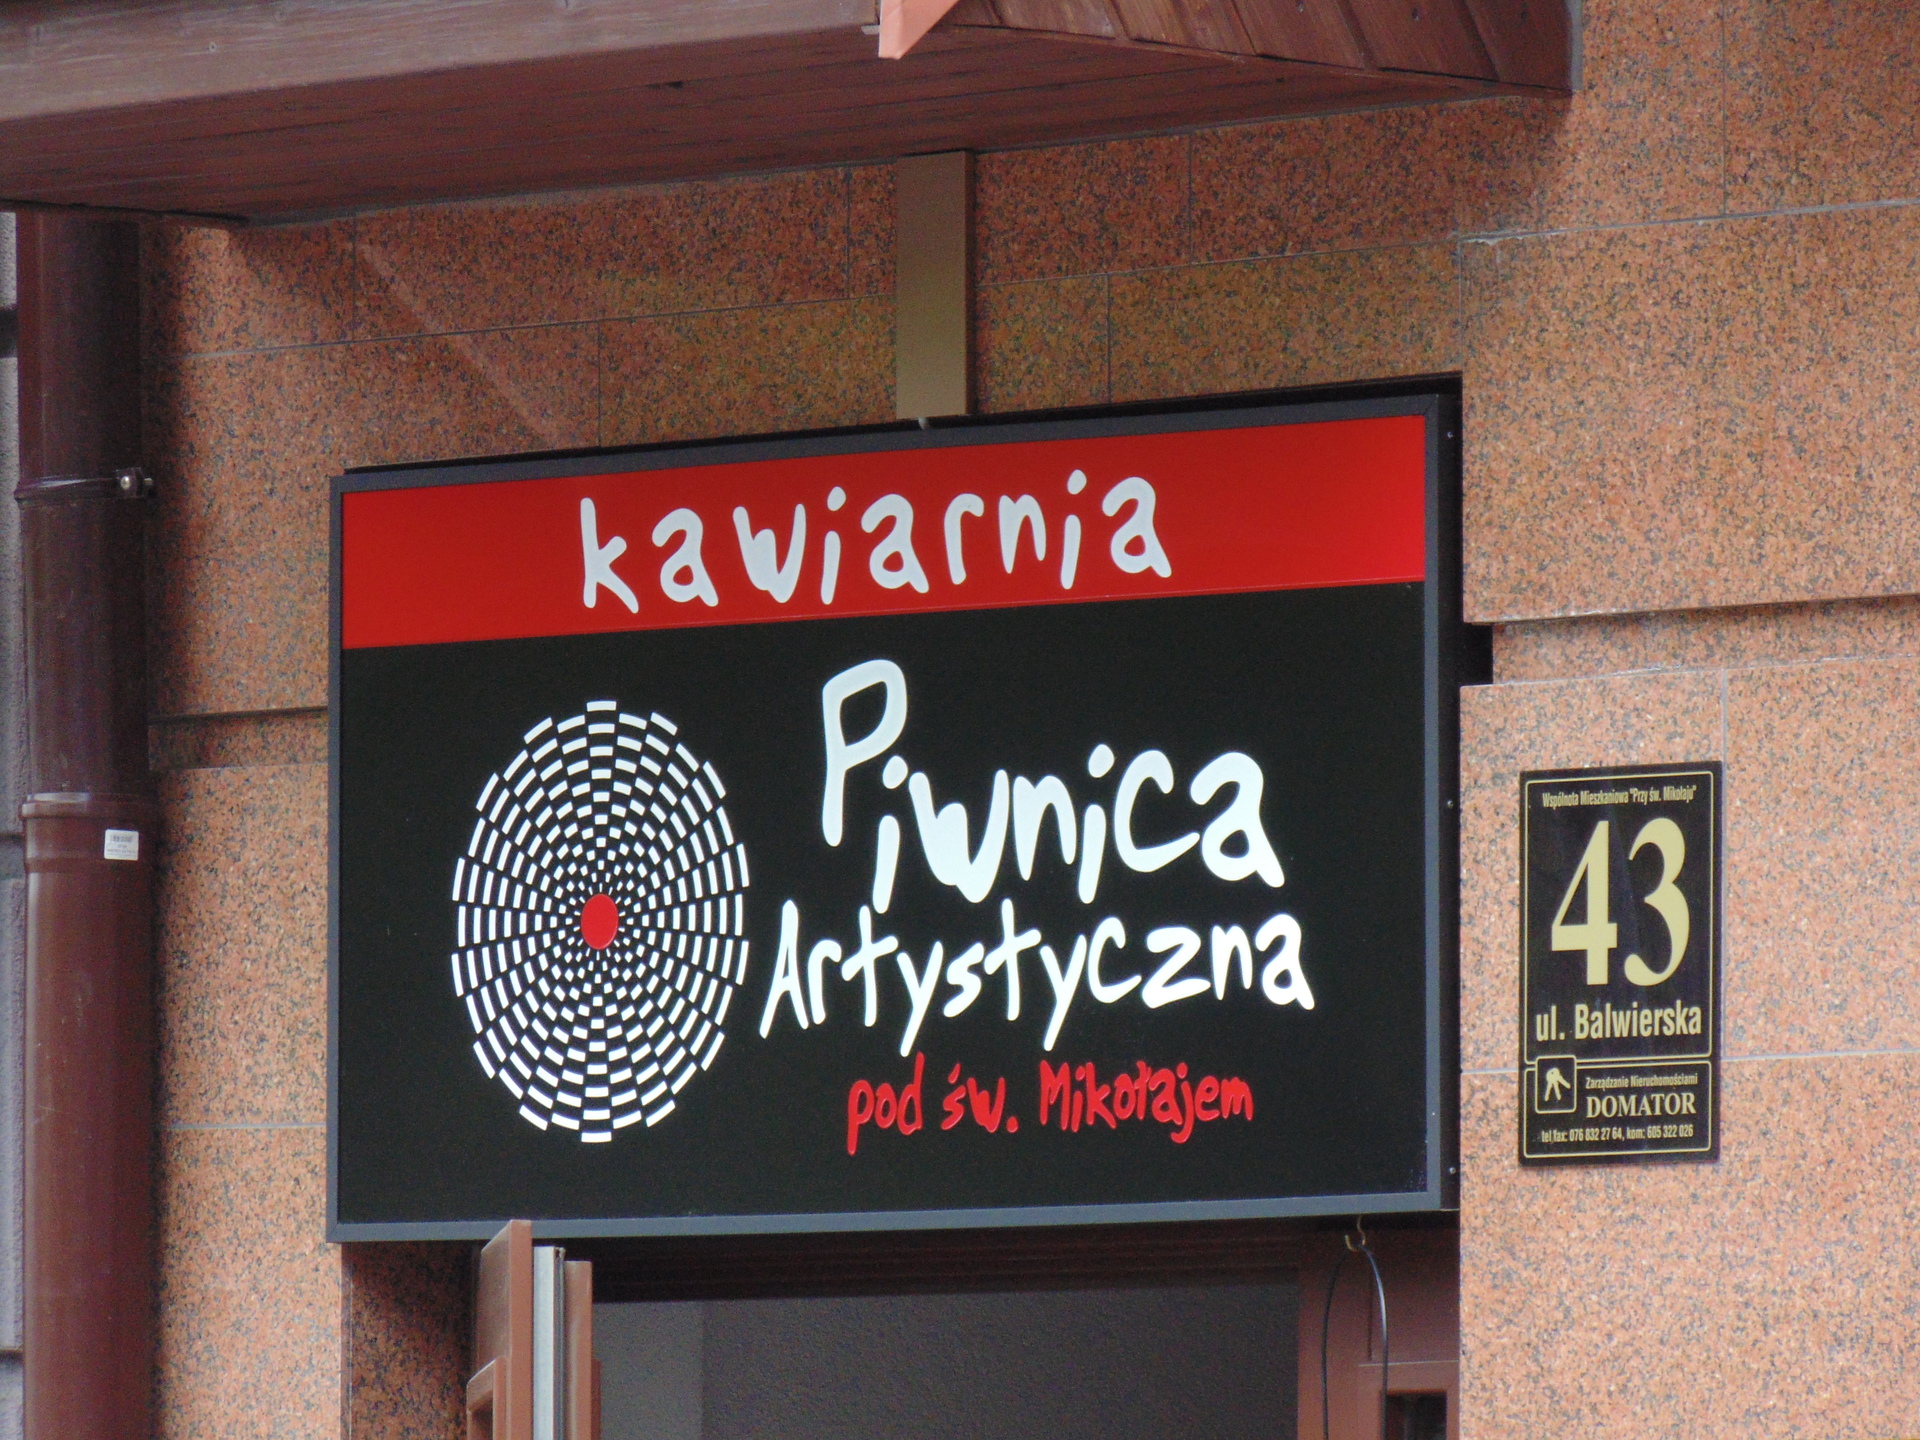 kawiarnia
Piwnica
Artystyczna
pod św. Mikołajem
Wspólnota Mieszkaniowa "Przy św. Mikołaju"
43
ul. Balwierska
Zarządzanie Nieruchomościami
DOMATOR
tel.fax: 076 832 27 64, kom: 605 322 026